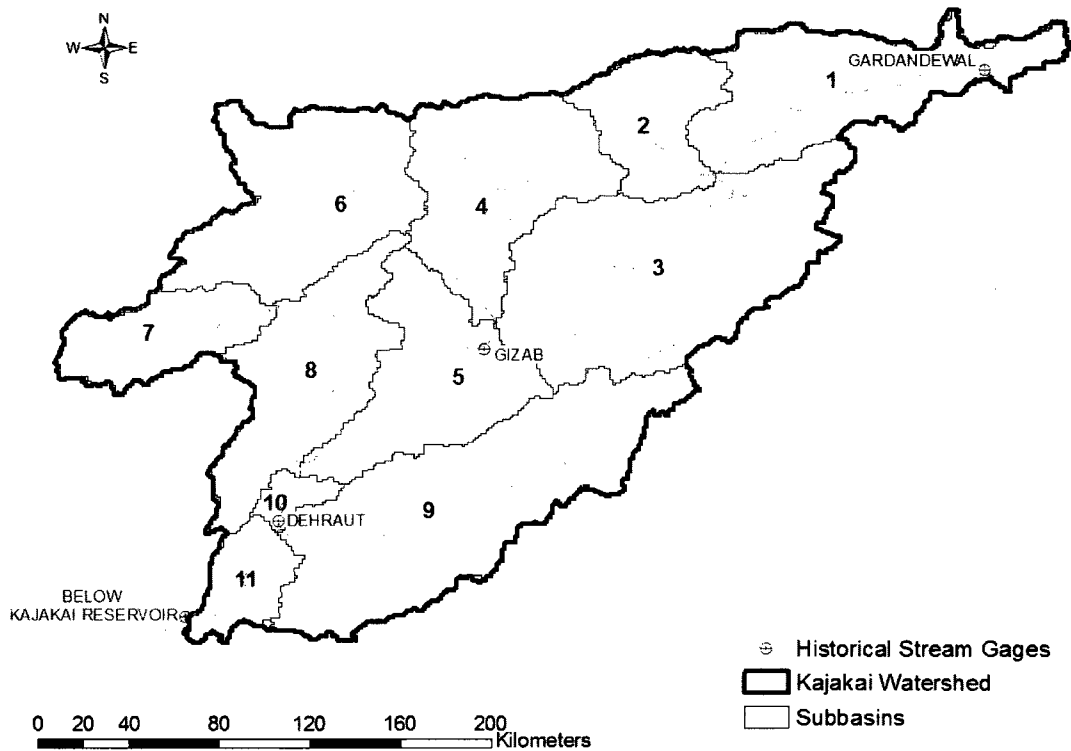 N
W E
S
GARDANDEWAL
1
2
6
4
3
7
GIZAB
8
5
10
DEHRAUT
9
11
BELOW
KAJAKAI RESERVOIR
Historical Stream Gages
Kajakai Watershed
Subbasins
0 20 40 80 120 160 200
Kilometers